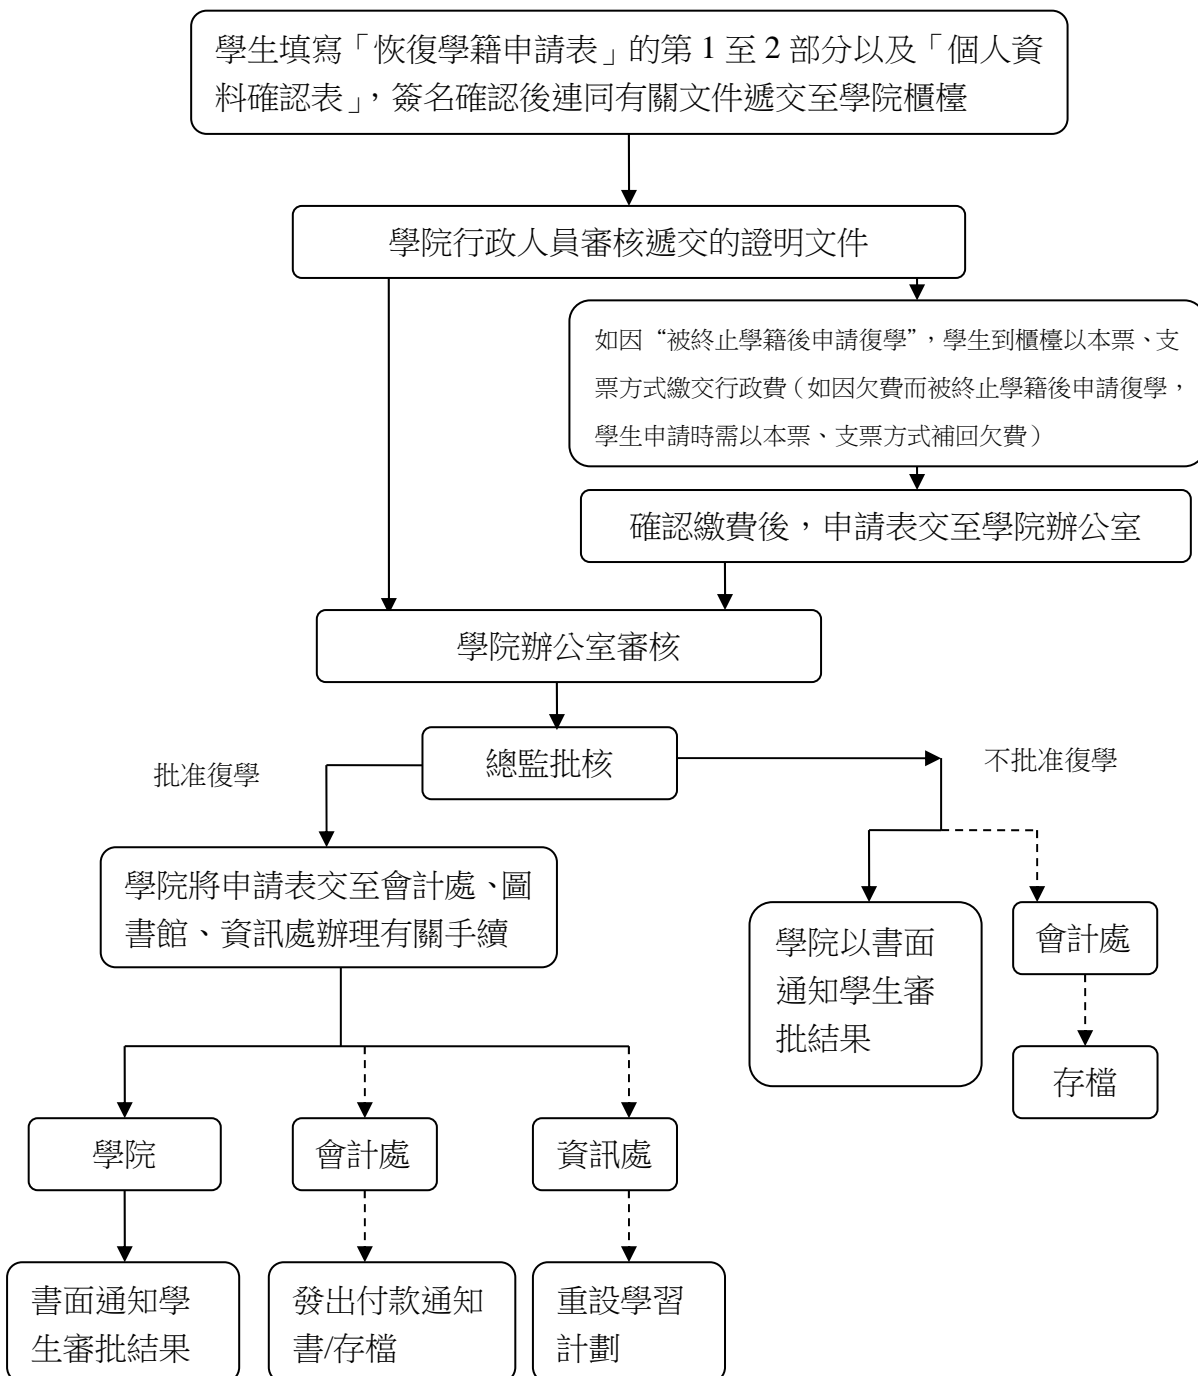 學生填寫「恢復學籍申請表」的第 1 至 2 部分以及「個人資
料確認表」，簽名確認後連同有關文件遞交至學院櫃檯
學院行政人員審核遞交的證明文件
如因“被終止學籍後申請復學”，學生到櫃檯以本票、支
票方式繳交行政費（如因欠費而被終止學籍後申請復學，
學生申請時需以本票、支票方式補回欠費）
確認繳費後，申請表交至學院辦公室
學院辦公室審核
總監批核
批准復學
不批准復學
學院將申請表交至會計處、圖
書館、資訊處辦理有關手續
學院以書面
通知學生審
批結果
會計處
存檔
學院
會計處
資訊處
書面通知學
生審批結果
發出付款通知
書/存檔
重設學習
計劃